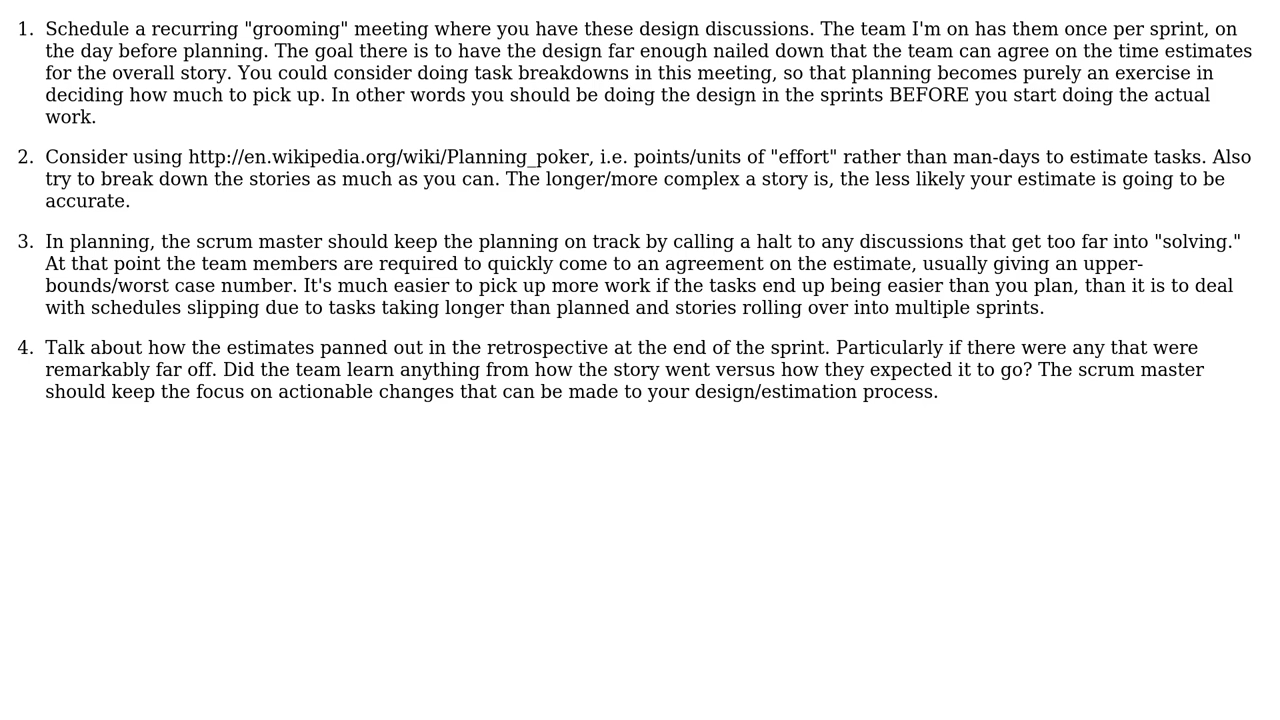 1. Schedule a recurring "grooming" meeting where you have these design discussions. The team I'm on has them once per sprint, on
the day before planning. The goal there is to have the design far enough nailed down that the team can agree on the time estimates
for the overall story. You could consider doing task breakdowns in this meeting, so that planning becomes purely an exercise in
deciding how much to pick up. In other words you should be doing the design in the sprints BEFORE you start doing the actual
work.
2. Consider using http://en.wikipedia.org/wiki/Planning_poker, i.e. points/units of "effort" rather than man-days to estimate tasks. Also
try to break down the stories as much as you can. The longer/more complex a story is, the less likely your estimate is going to be
accurate.
3. In planning, the scrum master should keep the planning on track by calling a halt to any discussions that get too far into "solving."
At that point the team members are required to quickly come to an agreement on the estimate, usually giving an upper-
bounds/worst case number. It's much easier to pick up more work if the tasks end up being easier than you plan, than it is to deal
with schedules slipping due to tasks taking longer than planned and stories rolling over into multiple sprints.
4. Talk about how the estimates panned out in the retrospective at the end of the sprint. Particularly if there were any that were
remarkably far off. Did the team learn anything from how the story went versus how they expected it to go? The scrum master
should keep the focus on actionable changes that can be made to your design/estimation process.